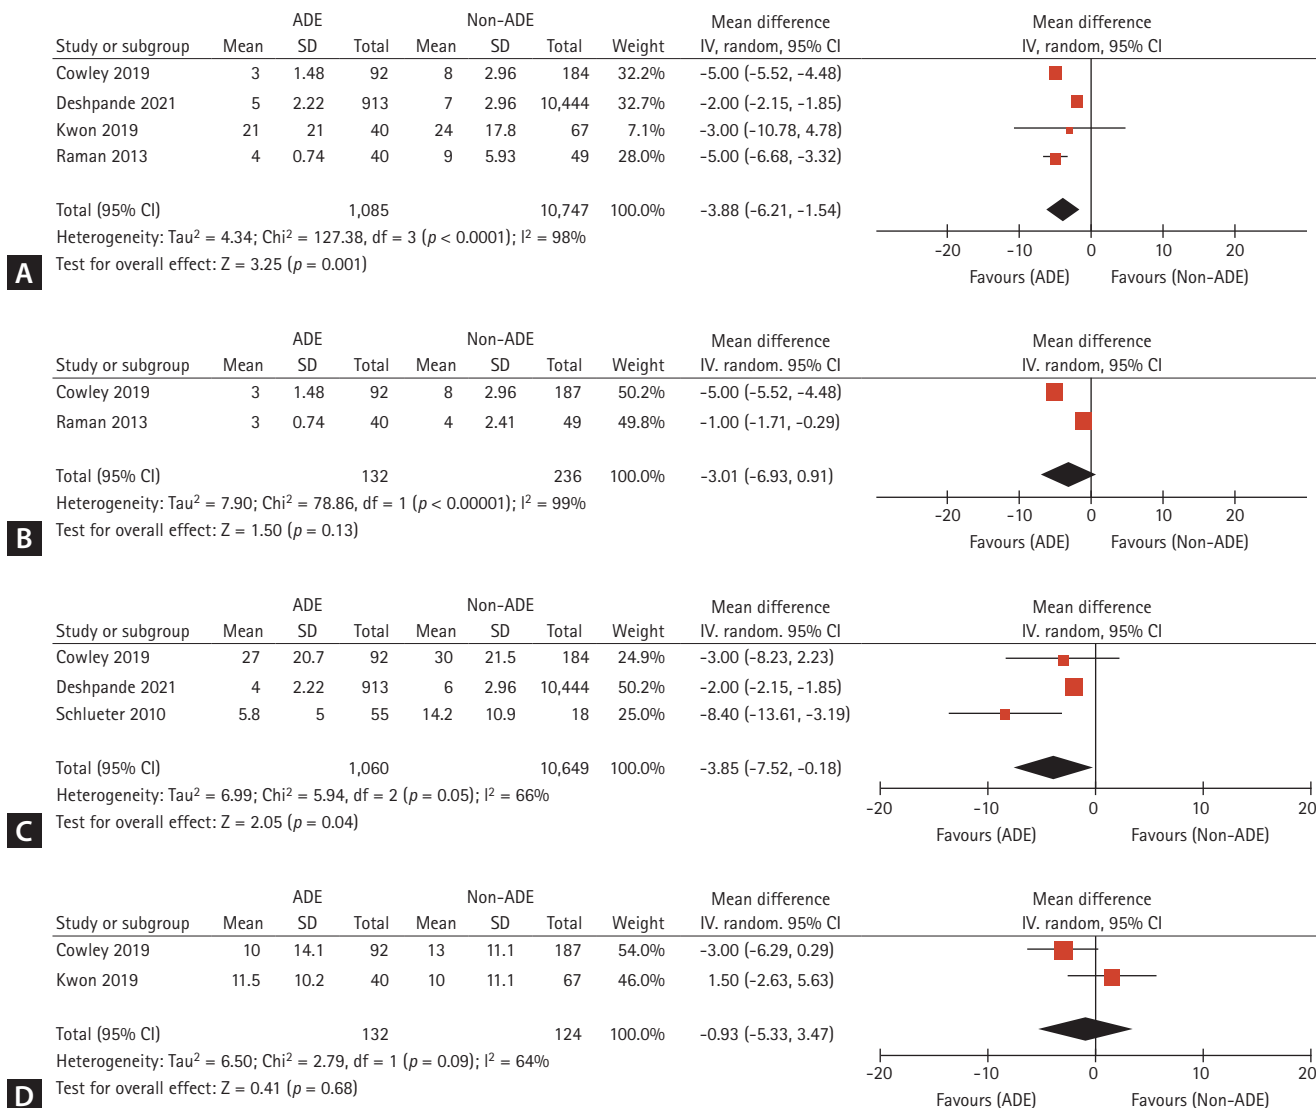 ADE Non-ADE Mean difference Mean difference
Study or subgroup Mean SD Total Mean SD Total Weight IV, random, 95% CI IV, random, 95% CI
Cowley 2019 3 1.48 92 8 2.96 184 32.2% -5.00 (-5.52, -4.48)
Deshpande 2021 5 2.22 913 7 2.96 10,444 32.7% -2.00 (-2.15, -1.85)
Kwon 2019 21 21 40 24 17.8 67 7.1% -3.00 (-10.78, 4.78)
Raman 2013 4 0.74 40 9 5.93 49 28.0% -5.00 (-6.68, -3.32)
Total (95% CI) 1,085 10,747 100.0% -3.88 (-6.21, -1.54)
Heterogeneity: Tau² = 4.34; Chi² = 127.38, df = 3 (p < 0.0001); I² = 98%
-20 -10 0 10 20
A Test for overall effect: Z = 3.25 (p = 0.001)
Favours (ADE) Favours (Non-ADE)
ADE Non-ADE Mean difference Mean difference
Study or subgroup Mean SD Total Mean SD Total Weight IV. random. 95% CI IV. random, 95% CI
Cowley 2019 3 1.48 92 8 2.96 187 50.2% -5.00 (-5.52, -4.48)
Raman 2013 3 0.74 40 4 2.41 49 49.8% -1.00 (-1.71, -0.29)
Total (95% CI) 132 236 100.0% -3.01 (-6.93, 0.91)
Heterogeneity: Tau² = 7.90; Chi² = 78.86, df = 1 (p < 0.00001); I² = 99%
-20 -10 0 10 20
B Test for overall effect: Z = 1.50 (p = 0.13)
Favours (ADE) Favours (Non-ADE)
ADE Non-ADE Mean difference Mean difference
Study or subgroup Mean SD Total Mean SD Total Weight IV. random. 95% CI IV. random, 95% CI
Cowley 2019 27 20.7 92 30 21.5 184 24.9% -3.00 (-8.23, 2.23)
Deshpande 2021 4 2.22 913 6 2.96 10,444 50.2% -2.00 (-2.15, -1.85)
Schlueter 2010 5.8 5 55 14.2 10.9 18 25.0% -8.40 (-13.61, -3.19)
Total (95% CI) 1,060 10,649 100.0% -3.85 (-7.52, -0.18)
Heterogeneity: Tau² = 6.99; Chi² = 5.94, df = 2 (p = 0.05); I² = 66%
-20 -10 0 10 20
C Test for overall effect: Z = 2.05 (p = 0.04)
Favours (ADE) Favours (Non-ADE)
ADE Non-ADE Mean difference Mean difference
Study or subgroup Mean SD Total Mean SD Total Weight IV. random. 95% CI IV. random, 95% CI
Cowley 2019 10 14.1 92 13 11.1 187 54.0% -3.00 (-6.29, 0.29)
Kwon 2019 11.5 10.2 40 10 11.1 67 46.0% 1.50 (-2.63, 5.63)
Total (95% CI) 132 124 100.0% -0.93 (-5.33, 3.47)
Heterogeneity: Tau² = 6.50; Chi² = 2.79, df = 1 (p = 0.09); I² = 64%
-20 -10 0 10 20
D Test for overall effect: Z = 0.41 (p = 0.68)
Favours (ADE) Favours (Non-ADE)